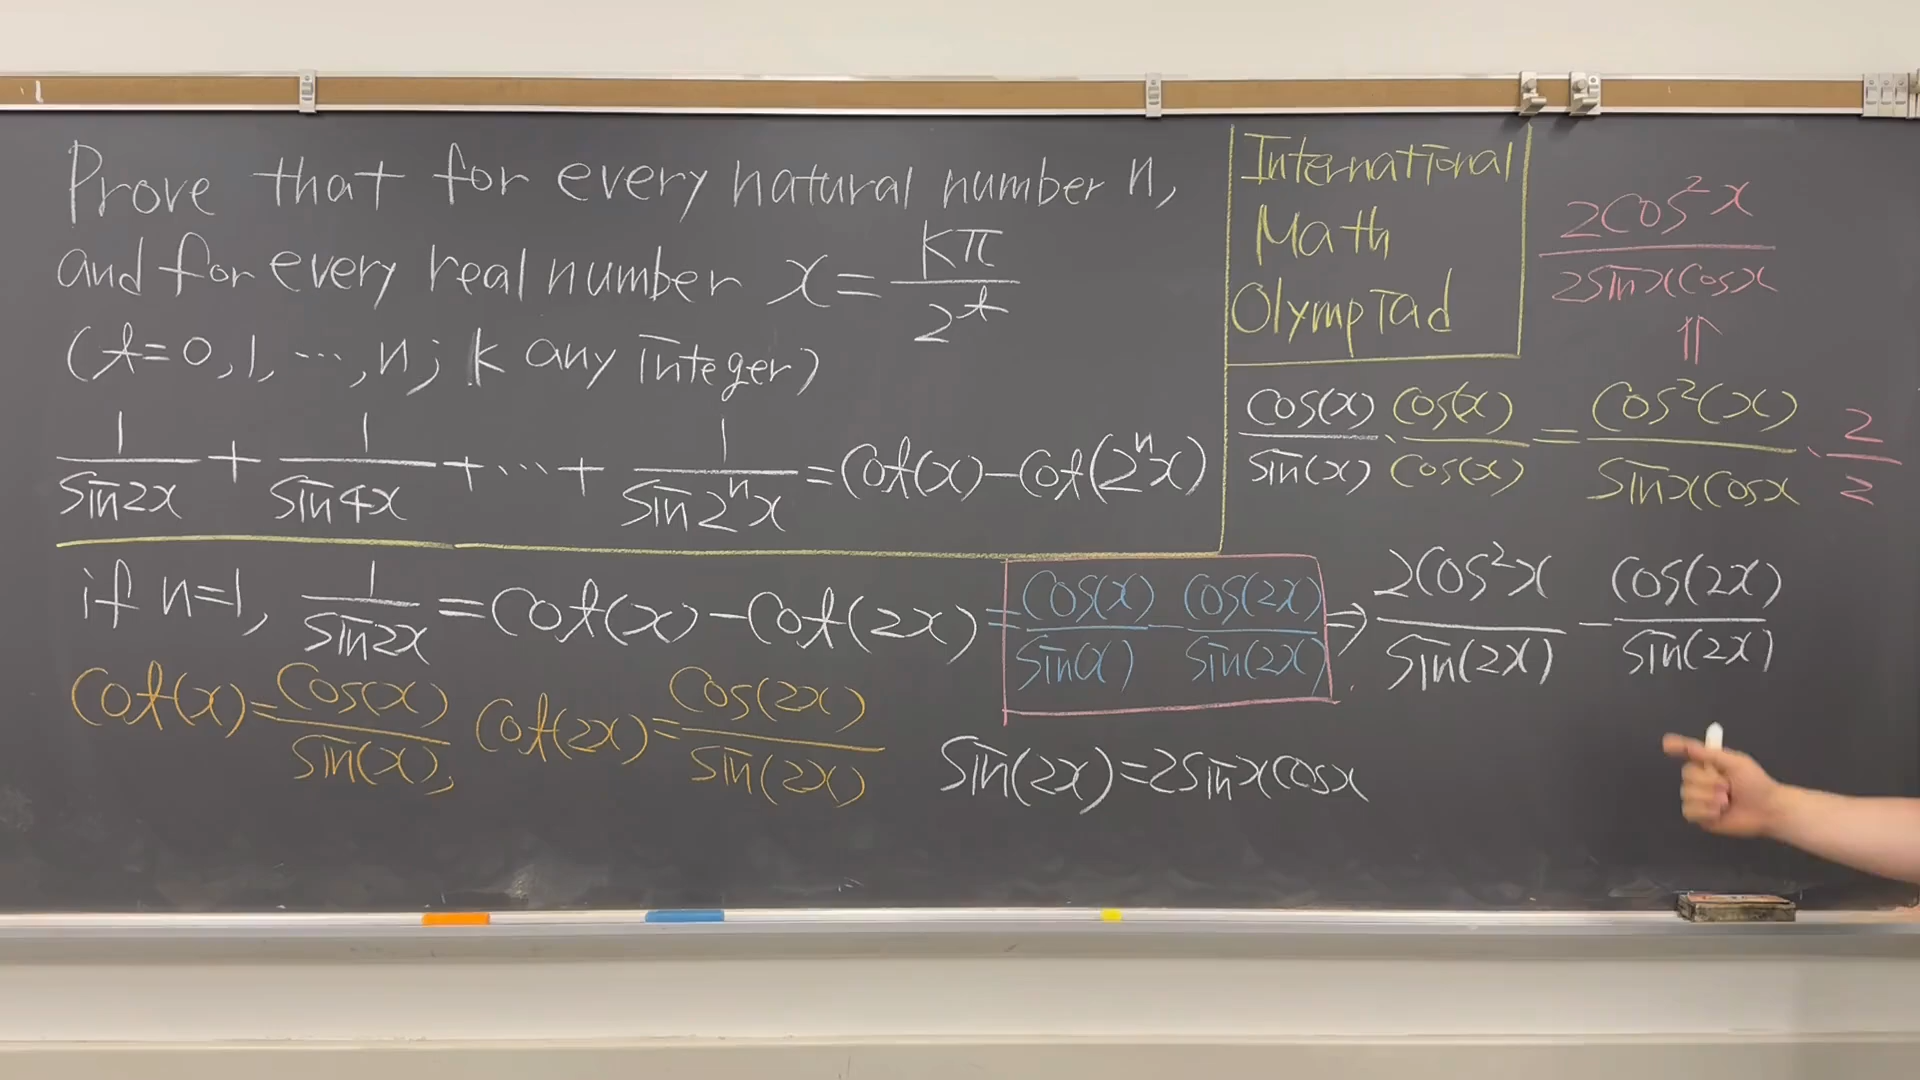 Prove that for every natural number n,
and for every real number x = kπ/2^t
(t=0,1,...,n; k any integer)
1/sin2x + 1/sin4x + ... + 1/sin2^n x = cot(x) - cot(2^n x)
International
Math
Olympiad
2cos²x/2sinxcosx
⇑
cos(x)/sin(x) · cos(x)/cos(x) = cos²(x)/sinxcosx · 2/2
if n=1, 1/sin2x = cot(x) - cot(2x) = cos(x)/sin(x) - cos(2x)/sin(2x) ⇒ 2cos²x/sin(2x) - cos(2x)/sin(2x)
cot(x) = cos(x)/sin(x), cot(2x) = cos(2x)/sin(2x)
sin(2x) = 2sinxcosx